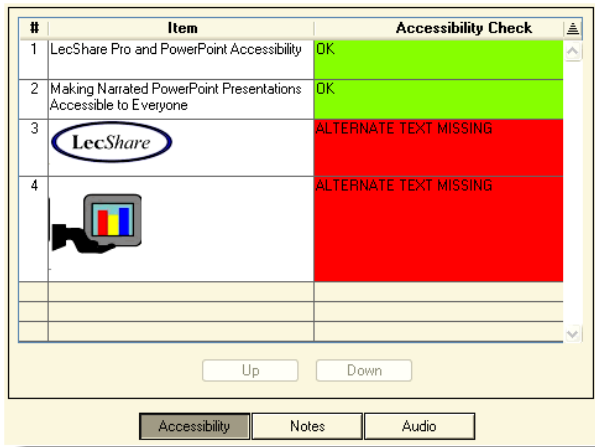 # Item Accessibility Check
1 LecShare Pro and PowerPoint Accessibility OK
2 Making Narrated PowerPoint Presentations OK
Accessible to Everyone
3 LecShare ALTERNATE TEXT MISSING
4 ALTERNATE TEXT MISSING
Up Down
Accessibility Notes Audio